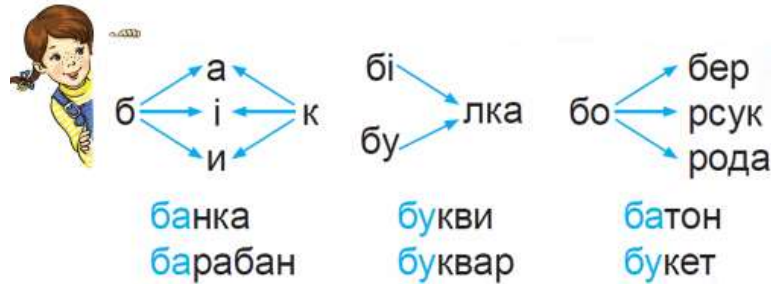 а бі бер
б і к лка бо рсук
и бу рода
банка букви батон
барабан буквар букет